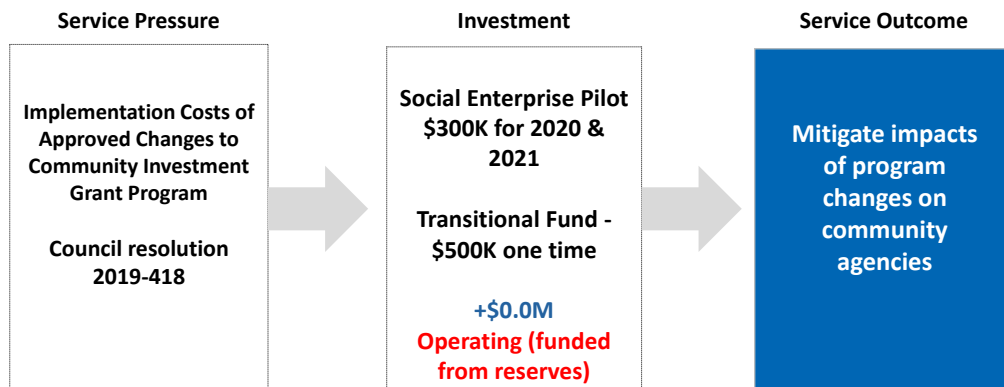 Service Pressure
Implementation Costs of
Approved Changes to
Community Investment
Grant Program
Council resolution
2019-418
Investment
Social Enterprise Pilot
$300K for 2020 &
2021
Transitional Fund -
$500K one time
+$0.0M
Operating (funded
from reserves)
Service Outcome
Mitigate impacts
of program
changes on
community
agencies